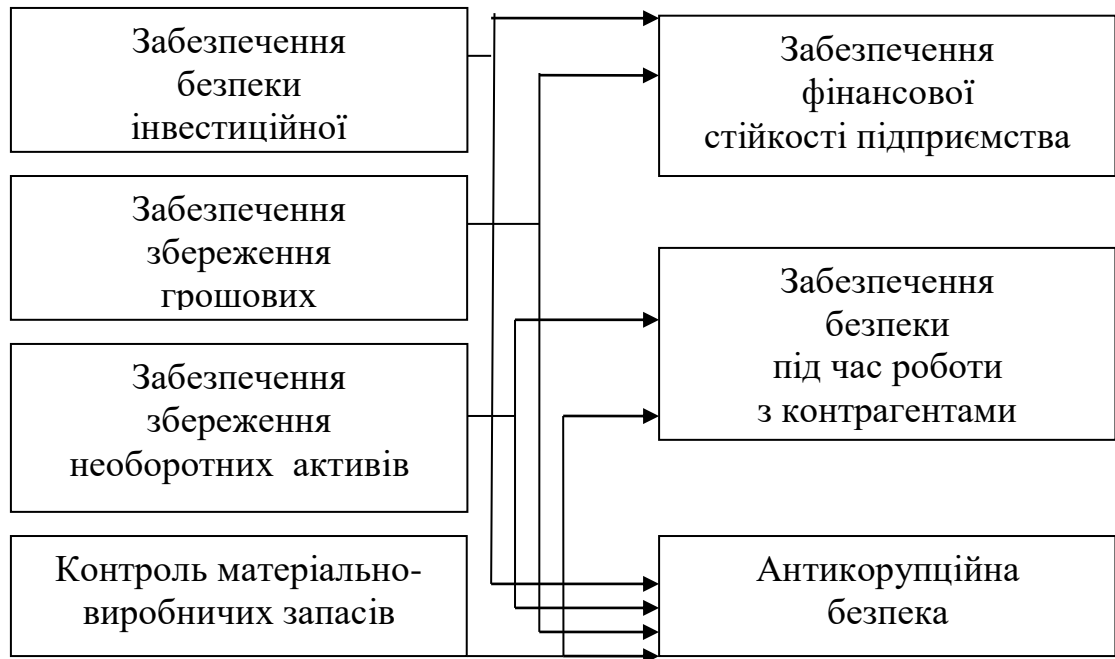 Забезпечення
безпеки
інвестиційної
Забезпечення
збереження
грошових
Забезпечення
збереження
необоротних активів
Контроль матеріально-
виробничих запасів
Забезпечення
фінансової
стійкості підприємства
Забезпечення
безпеки
під час роботи
з контрагентами
Антикорупційна
безпека